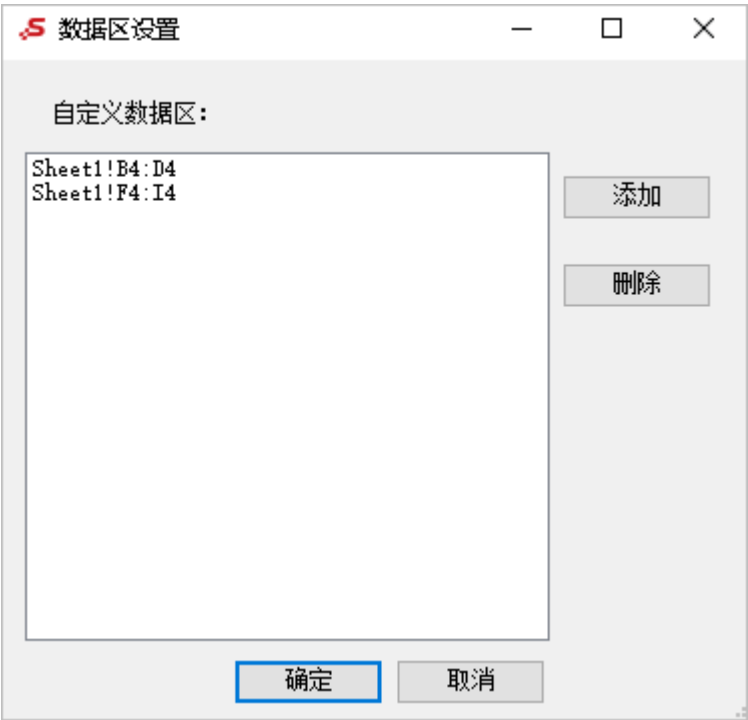 数据区设置
自定义数据区：
Sheet1!B4:D4
Sheet1!F4:I4
添加
删除
确定
取消